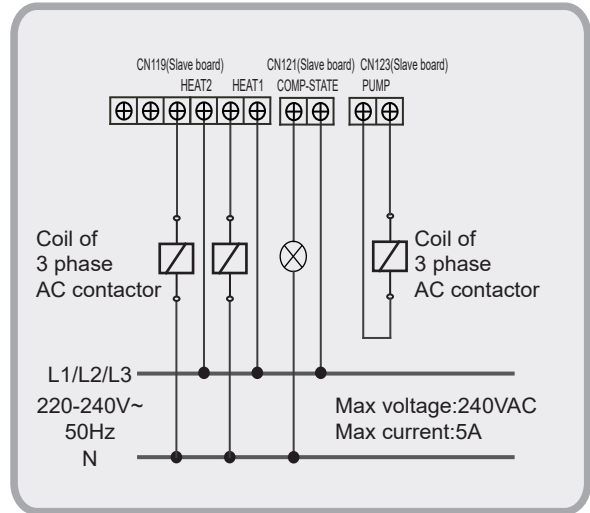 CN119(Slave board) CN121(Slave board) CN123(Slave board)
HEAT2 HEAT1 COMP-STATE PUMP
Coil of
3 phase
AC contactor
Coil of
3 phase
AC contactor
L1/L2/L3
220-240V~
50Hz
N
Max voltage:240VAC
Max current:5A